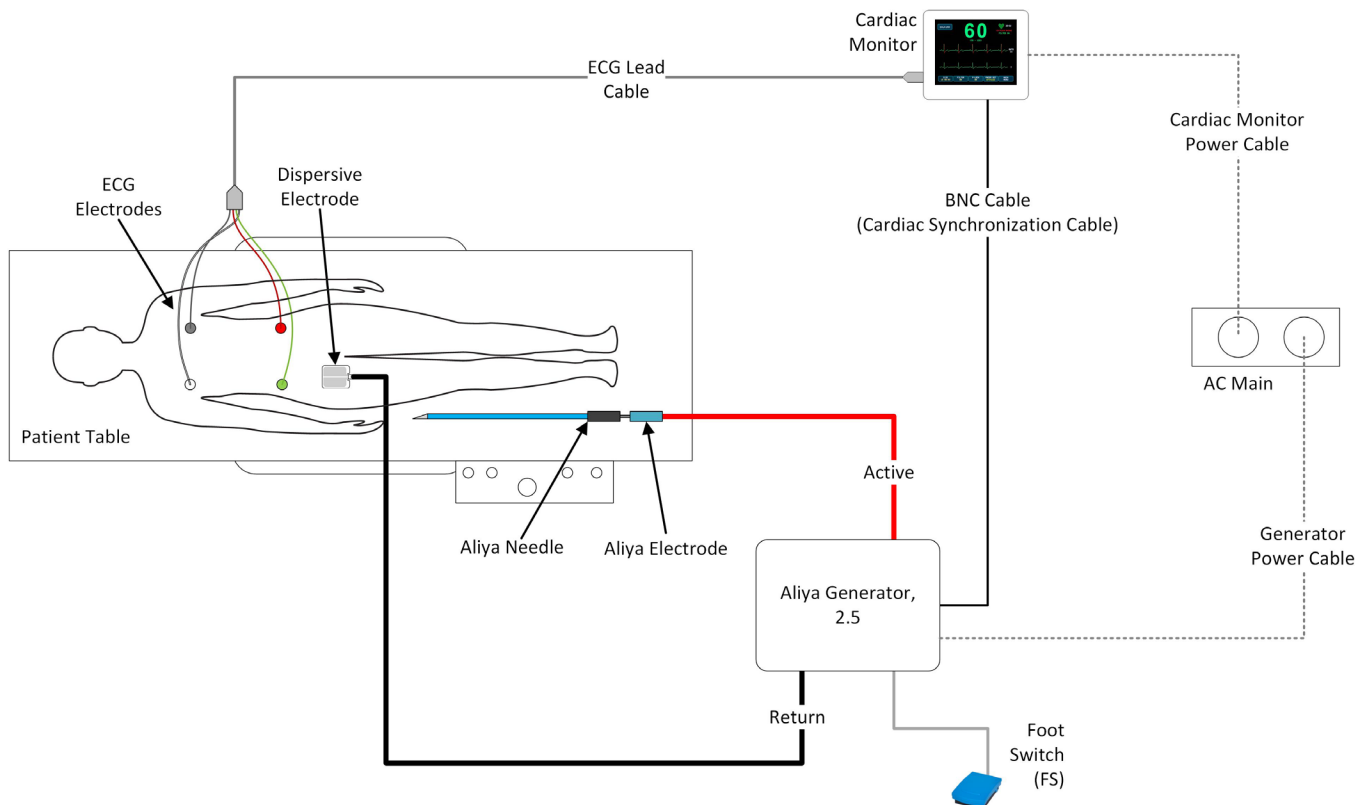 Cardiac
Monitor
60
ECG Lead
Cable
Cardiac Monitor
Power Cable
ECG
Electrodes
Dispersive
Electrode
BNC Cable
(Cardiac Synchronization Cable)
AC Main
Patient Table
Active
Aliya Needle
Aliya Electrode
Generator
Power Cable
Aliya Generator,
2.5
Return
Foot
Switch
(FS)